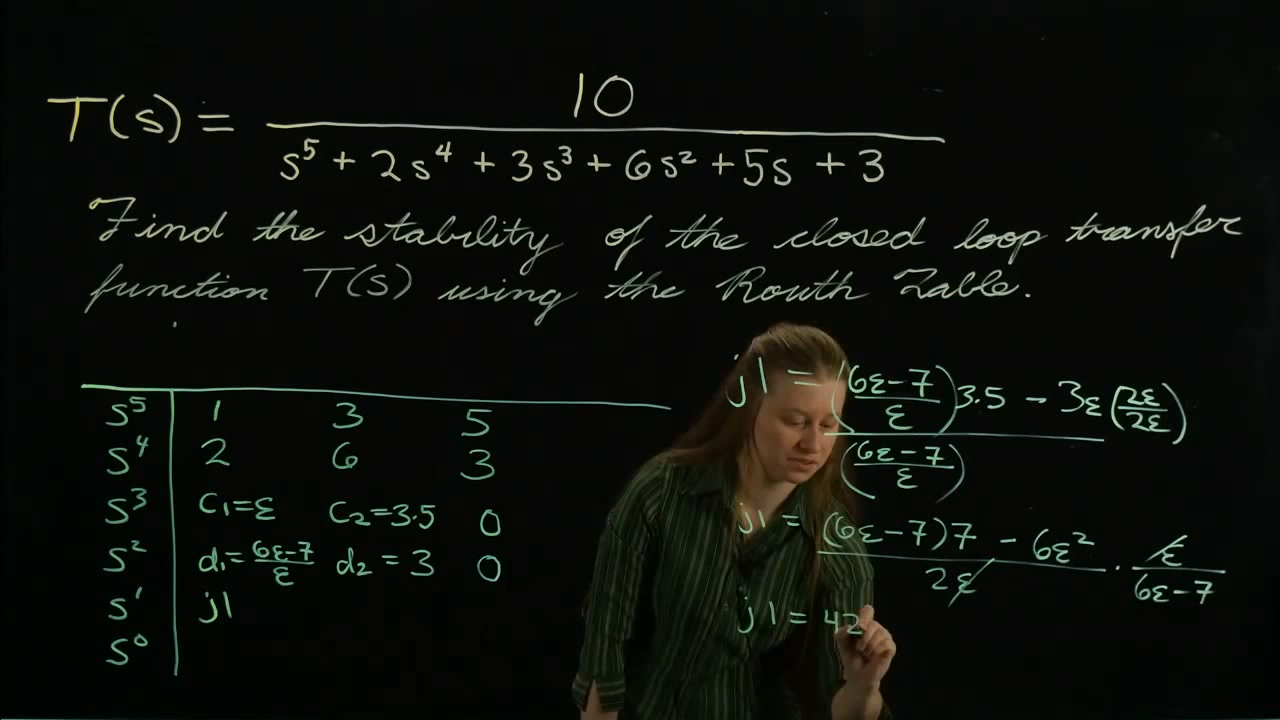 T(s) = 10 / (s⁵ + 2s⁴ + 3s³ + 6s² + 5s + 3)
Find the stability of the closed loop transfer
function T(s) using the Routh Table.
s⁵ 1 3 5
s⁴ 2 6 3
s³ c₁=ε c₂=3.5 0
s² d₁=(6ε-7)/ε d₂=3 0
s¹ j1
s⁰
j1 = ((6ε-7)/ε)3.5 - 3ε(2ε/2ε) / ((6ε-7)/ε)
j1 = ((6ε-7)7 - 6ε²)/2ε · ε/(6ε-7)
j1 = 42